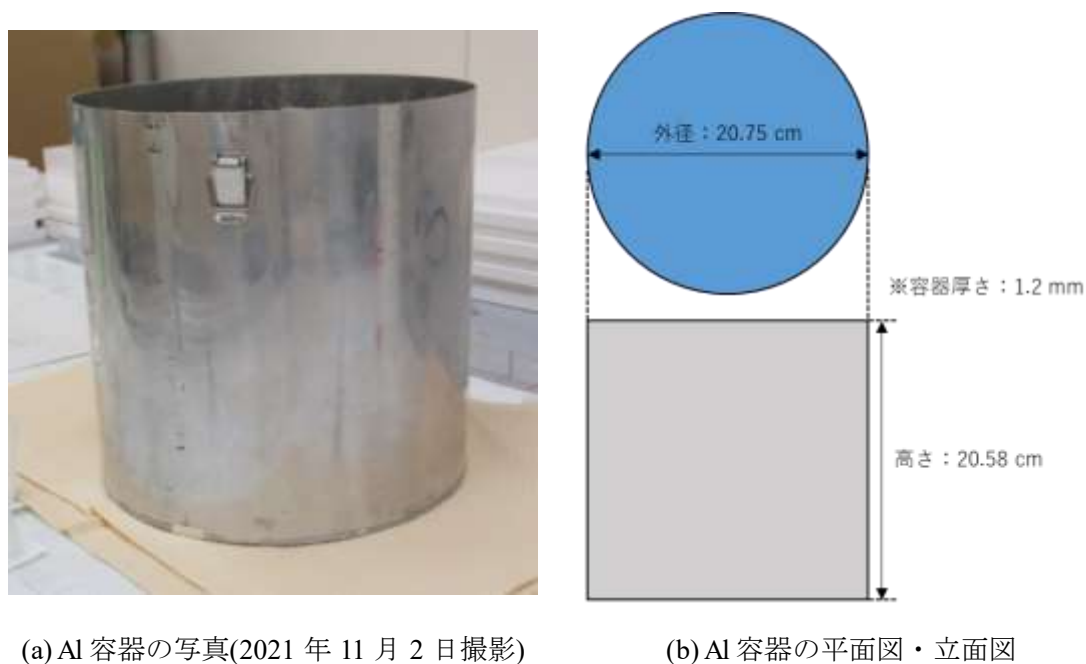 外径：20.75 cm
※容器厚さ：1.2 mm
高さ：20.58 cm
(a) Al 容器の写真(2021 年 11 月 2 日撮影)
(b) Al 容器の平面図・立面図